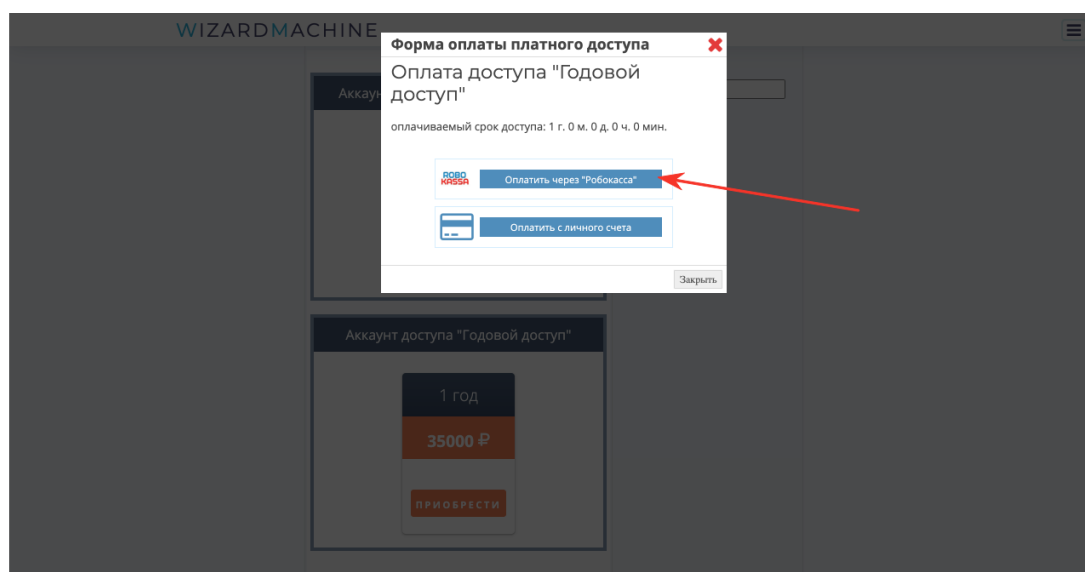 WIZARDMACHINE
Форма оплаты платного доступа
Оплата доступа "Годовой
доступ"
оплачиваемый срок доступа: 1 г. 0 м. 0 д. 0 ч. 0 мин.
ROBO
KASSA
Оплатить через "Робокасса"
Оплатить с личного счета
Закрыть
Аккаун
Аккаунт доступа "Годовой доступ"
1 год
35000 ₽
ПРИОБРЕСТИ